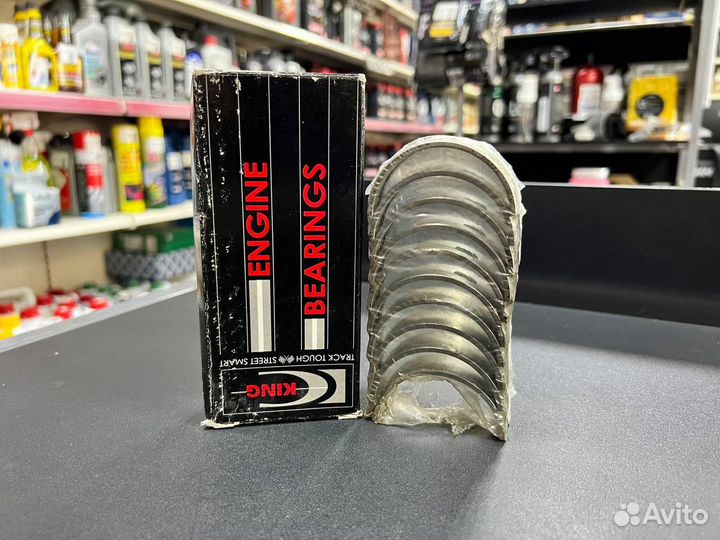 ENGINE
BEARINGS
TRACK TOUGH STREET SMART
KING
Avito